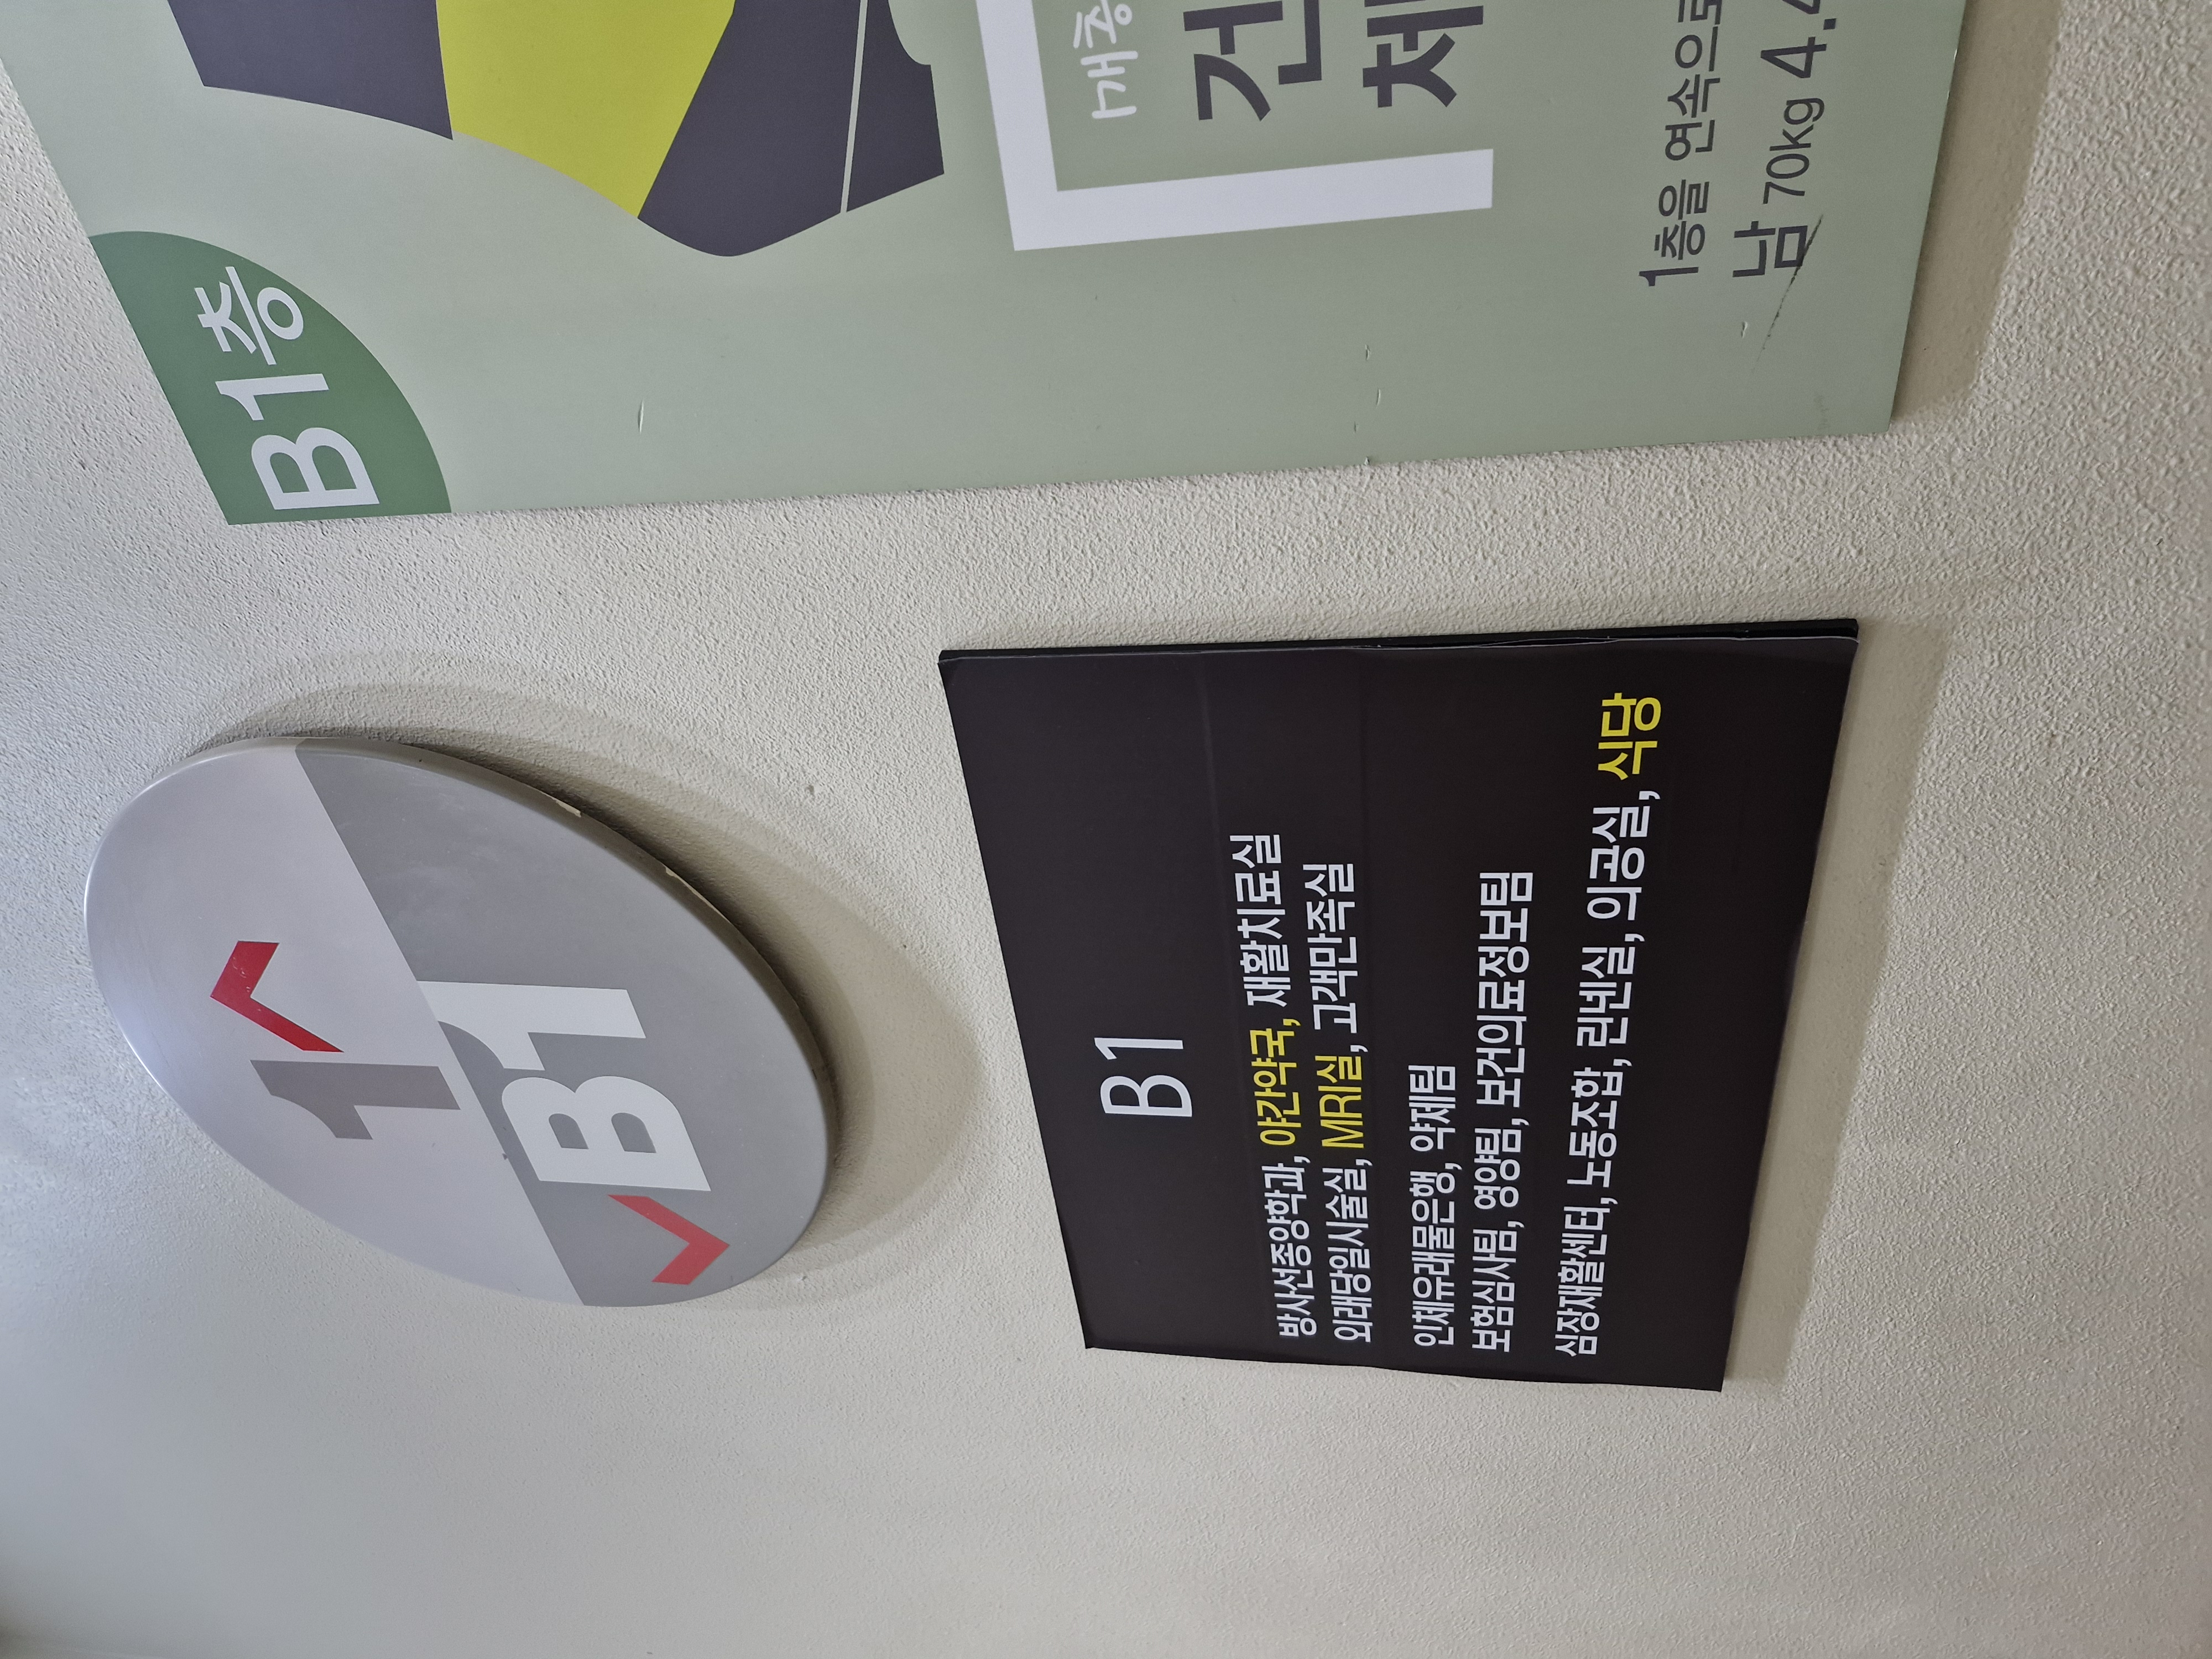 1
B1
B1
방사선종양학과, 야간약국, 재활치료실
외래당일시술실, MRI실, 고객만족실
인체유래물은행, 약제팀
보험심사팀, 영양팀, 보건의료정보팀
심장재활센터, 노동조합, 린넨실, 의공실, 식당
B1층
1층을 연속으로
남 70kg 4.4